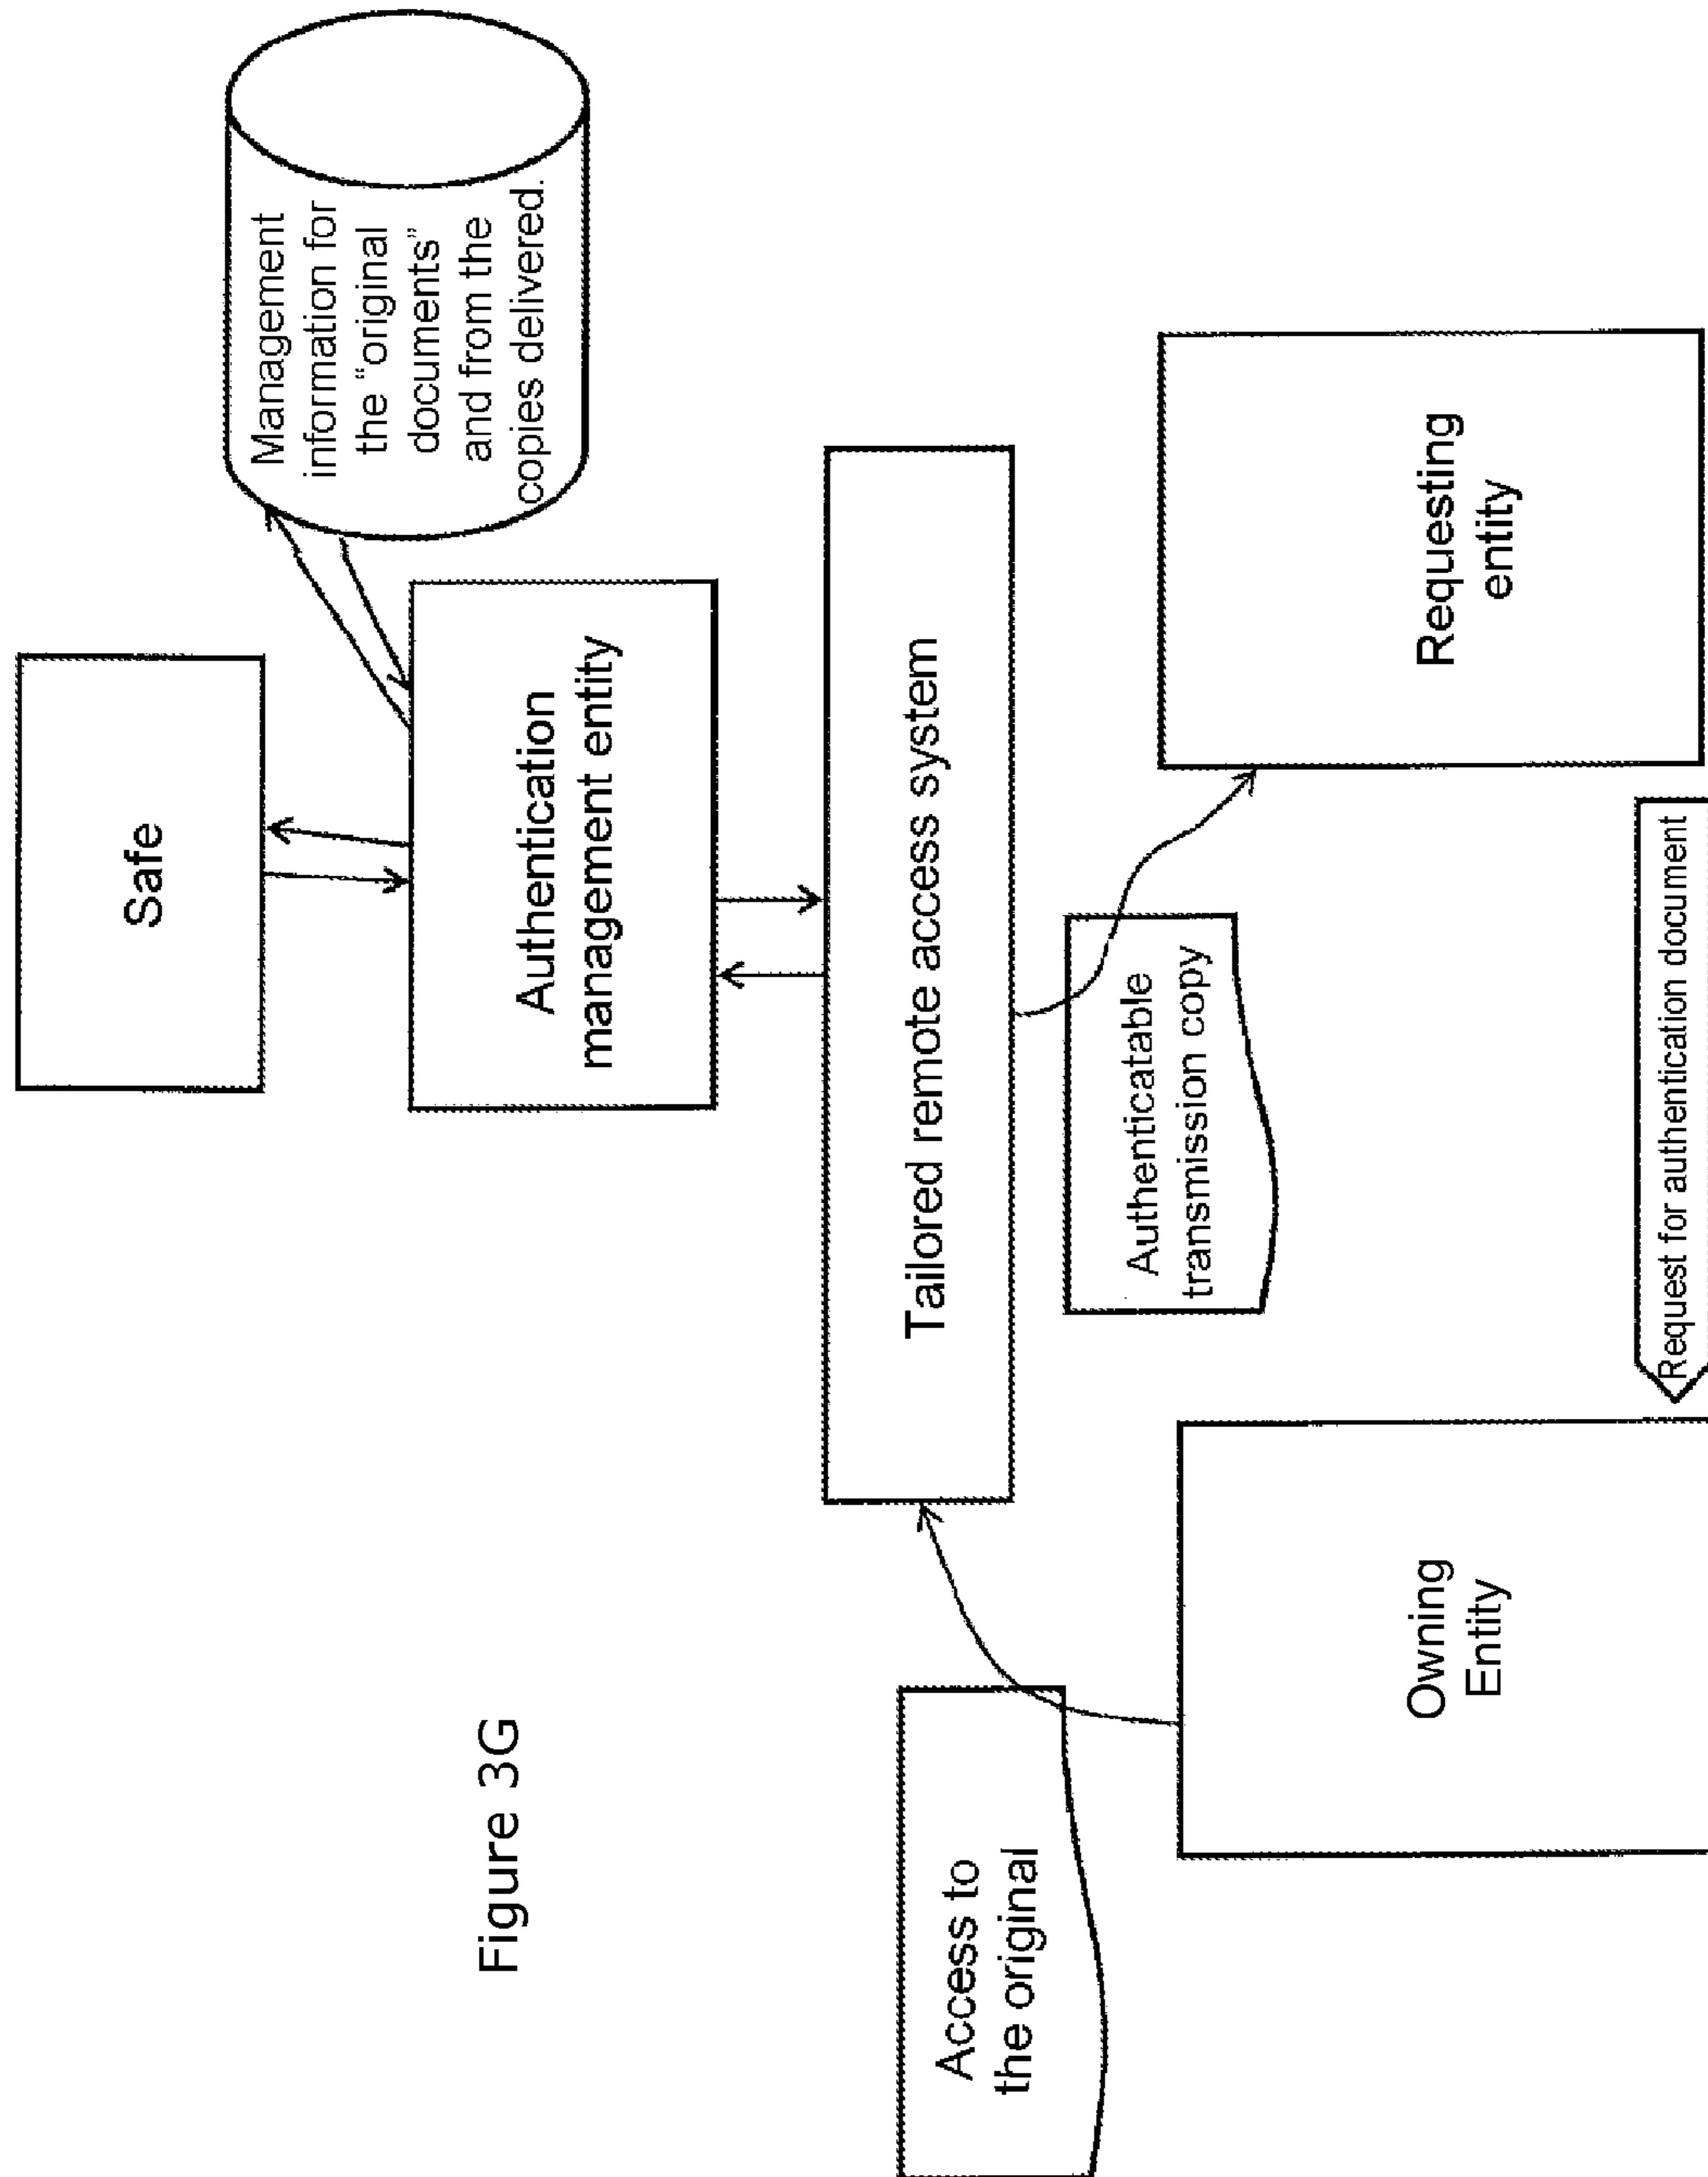 Figure 3G
Safe
Management
information for
the "original
documents"
and from the
copies delivered.
Authentication
management entity
Tailored remote access system
Access to
the original
Authenticatable
transmission copy
Owning
Entity
Requesting
entity
Request for authentication document